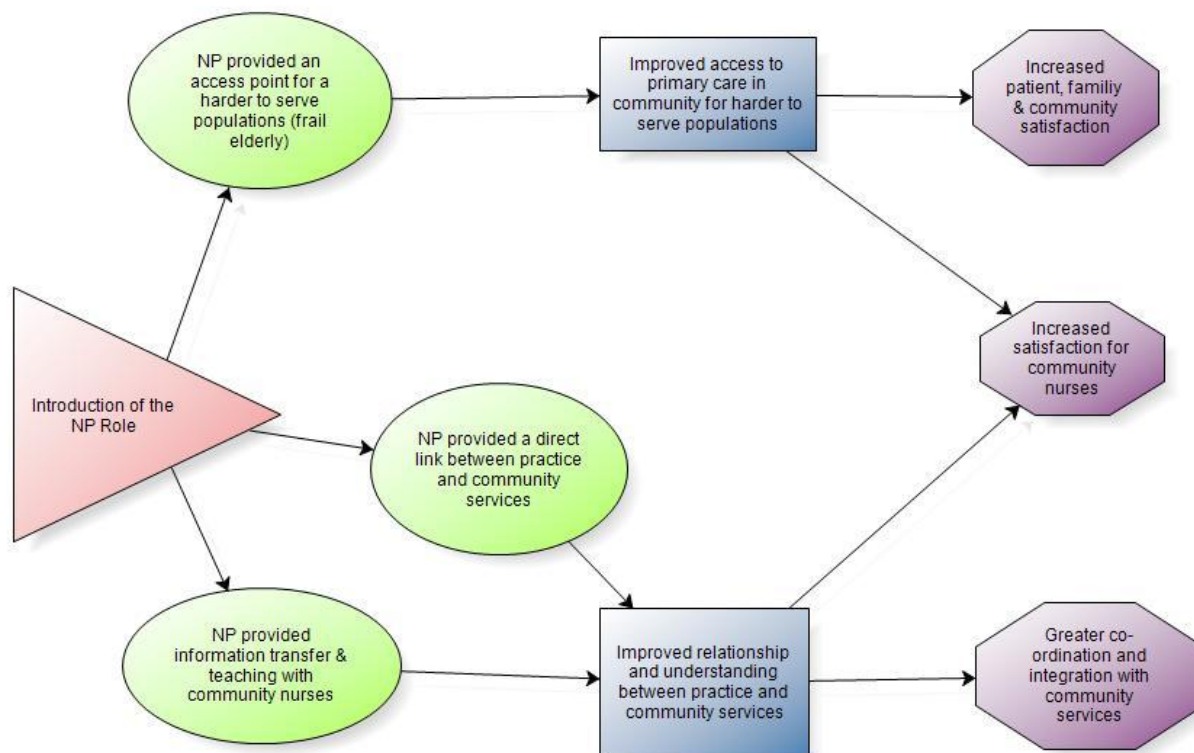 NP provided an
access point for a
harder to serve
populations (frail
elderly)
Improved access to
primary care in
community for harder to
serve populations
Increased
patient, familiy
& community
satisfaction
Introduction of the
NP Role
NP provided a direct
link between practice
and community
services
Increased
satisfaction for
community
nurses
NP provided
information transfer &
teaching with
community nurses
Improved relationship
and understanding
between practice and
community services
Greater co-
ordination and
integration with
community
services